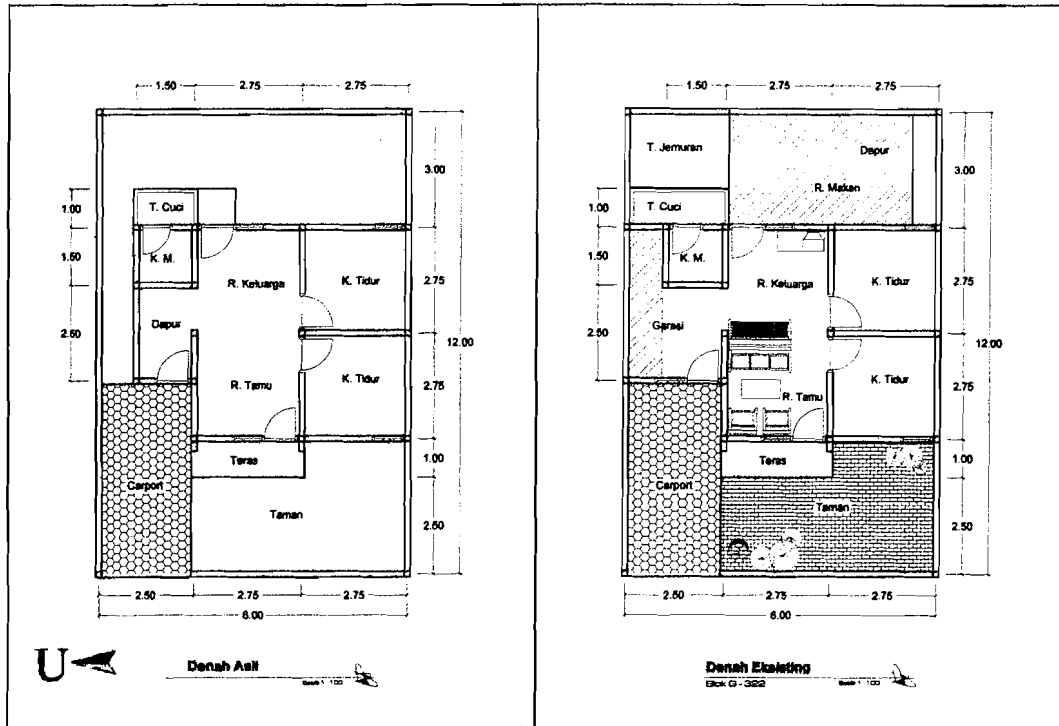 1.50 2.75 2.75
3.00
1.00
T. Cuci
1.50
K. M.
R. Keluarga
K. Tidur
2.75
2.50
Dapur
12.00
R. Tamu
K. Tidur
2.75
Teras
1.00
Carport
Taman
2.50
2.50 2.75 2.75
6.00
U
Denah Asli
1.50 2.75 2.75
T. Jemuran
Dapur
3.00
R. Makan
1.00
T. Cuci
1.50
K. M.
R. Keluarga
K. Tidur
2.75
2.50
Garasi
12.00
K. Tidur
2.75
R. Tamu
Teras
1.00
Carport
Taman
2.50
2.50 2.75 2.75
6.00
Denah Eksisting
Blok G - 322